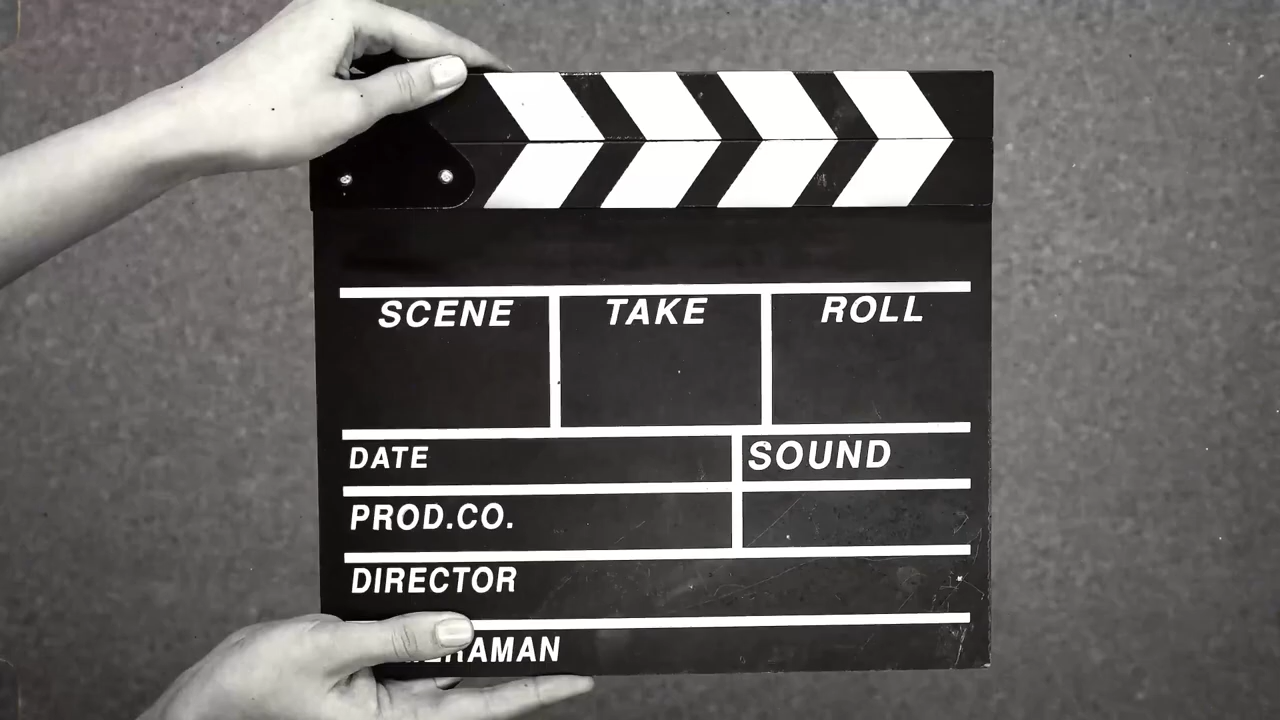 SCENE TAKE ROLL
DATE SOUND
PROD.CO.
DIRECTOR